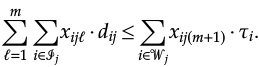 $$\sum_{\ell=1}^{m} \sum_{i \in \mathcal{I}_j} x_{ij\ell} \cdot d_{ij} \leq \sum_{i \in \mathcal{W}_j} x_{ij(m+1)} \cdot \tau_i.$$